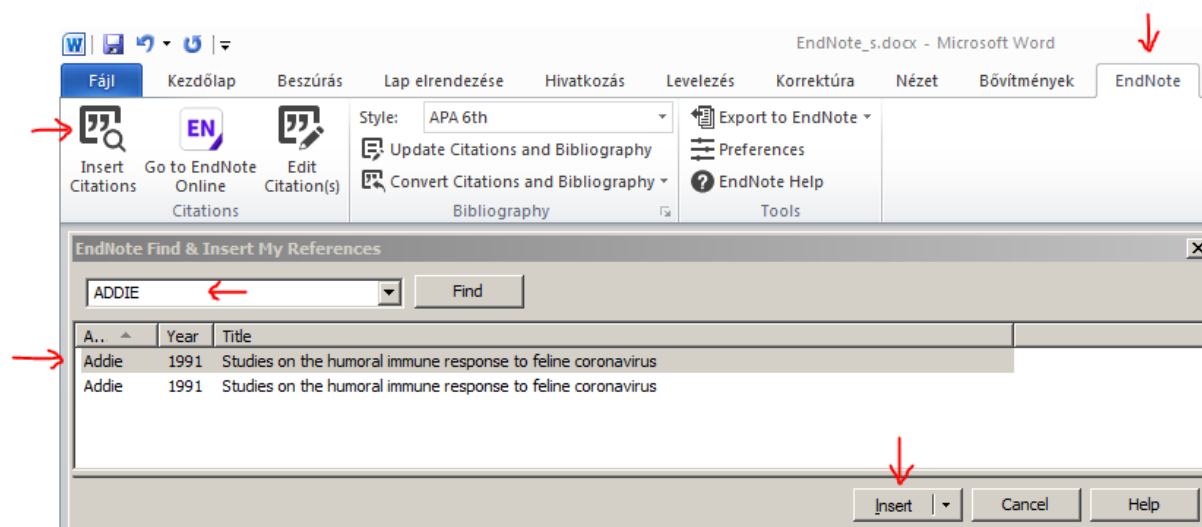 W
EndNote_s.docx - Microsoft Word
Fájl Kezdőlap Beszúrás Lap elrendezése Hivatkozás Levelezés Korrektúra Nézet Bővítmények EndNote
Insert Citations
EN
Go to EndNote Online
Edit Citation(s)
Citations
Style: APA 6th
Update Citations and Bibliography
Convert Citations and Bibliography
Bibliography
Export to EndNote
Preferences
EndNote Help
Tools
EndNote Find & Insert My References
ADDIE Find
A... Year Title
Addie 1991 Studies on the humoral immune response to feline coronavirus
Addie 1991 Studies on the humoral immune response to feline coronavirus
Insert Cancel Help